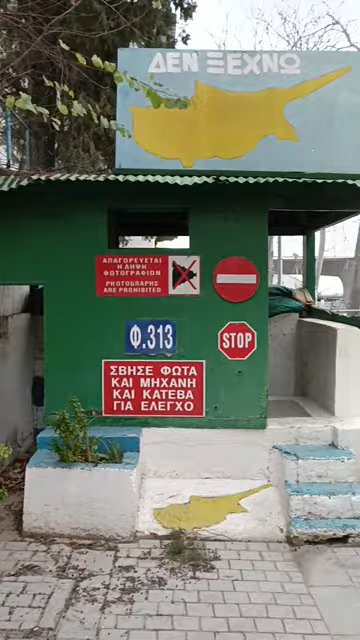 ΔΕΝ ΞΕΧΝΩ
ΑΠΑΓΟΡΕΥΕΤΑΙ
Η ΛΗΨΗ
ΦΩΤΟΓΡΑΦΙΩΝ
PHOTOGRAPHS
ARE PROHIBITED
Φ.313
STOP
ΣΒΗΣΕ ΦΩΤΑ
ΚΑΙ ΜΗΧΑΝΗ
ΚΑΙ ΚΑΤΕΒΑ
ΓΙΑ ΕΛΕΓΧΟ